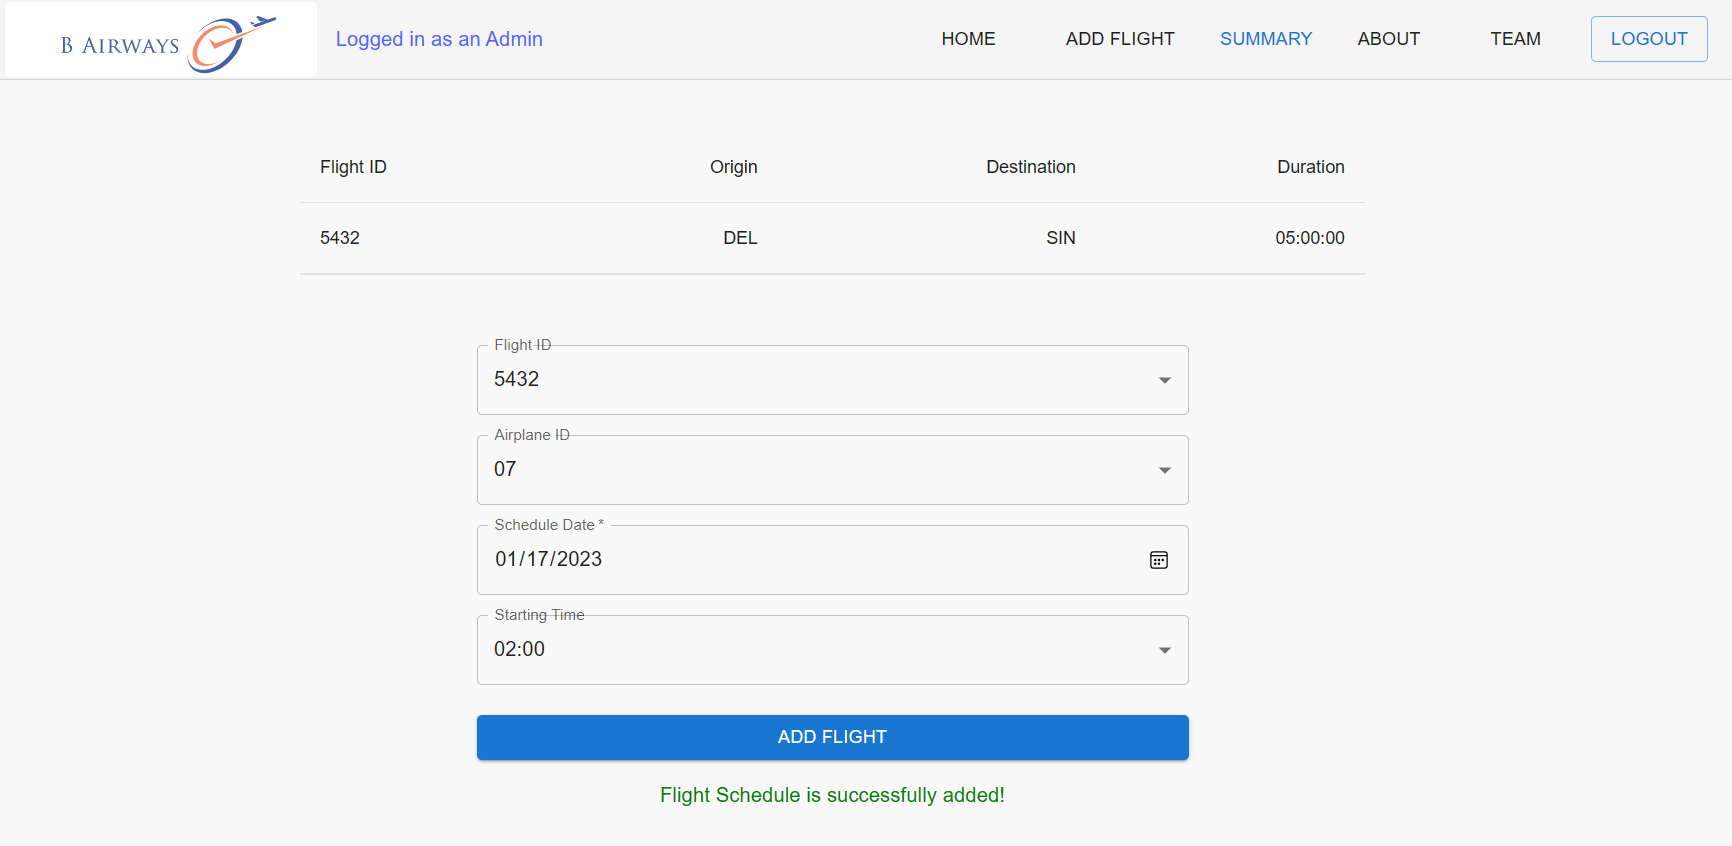 B AIRWAYS Logged in as an Admin HOME ADD FLIGHT SUMMARY ABOUT TEAM LOGOUT
Flight ID Origin Destination Duration
5432 DEL SIN 05:00:00
Flight ID
5432
Airplane ID
07
Schedule Date *
01/17/2023
Starting Time
02:00
ADD FLIGHT
Flight Schedule is successfully added!